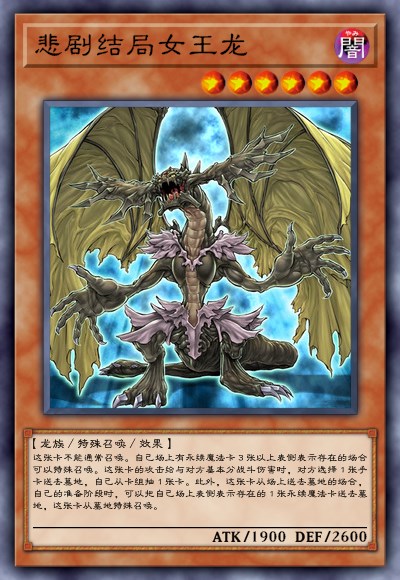 悲剧结局女王龙
闇
やみ
【龙族／特殊召唤／效果】
这张卡不能通常召唤。自己场上有永续魔法卡3张以上表侧表示存在的场合
可以特殊召唤。这张卡的攻击给与对方基本分战斗伤害时，对方选择1张手
卡送去墓地，自己从卡组抽1张卡。此外，这张卡从场上送去墓地的场合，
自己的准备阶段时，可以把自己场上表侧表示存在的1张永续魔法卡送去墓
地，这张卡从墓地特殊召唤。
ATK/1900 DEF/2600